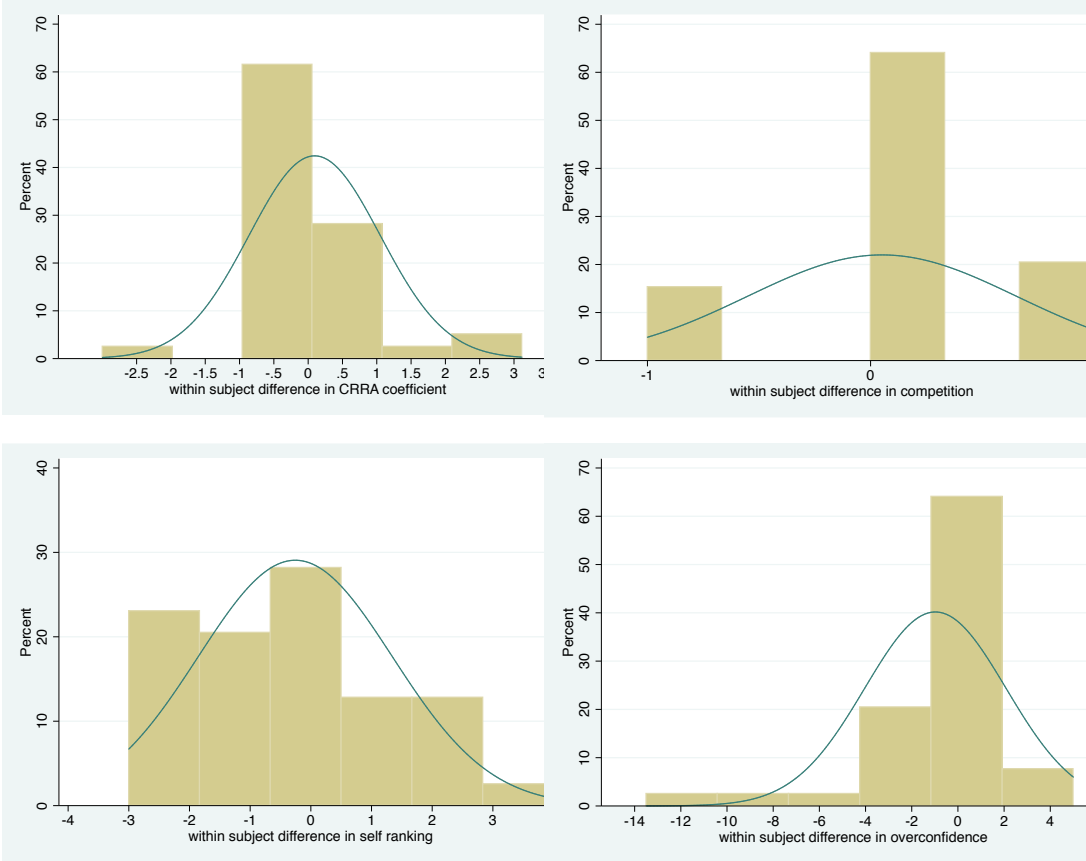 70
60
50
40
30
20
10
0
Percent
-2.5 -2 -1.5 -1 -.5 0 .5 1 1.5 2 2.5 3
within subject difference in CRRA coefficient
70
60
50
40
30
20
10
0
Percent
-1 0
within subject difference in competition
40
30
20
10
0
Percent
-4 -3 -2 -1 0 1 2 3
within subject difference in self ranking
70
60
50
40
30
20
10
0
Percent
-14 -12 -10 -8 -6 -4 -2 0 2 4
within subject difference in overconfidence